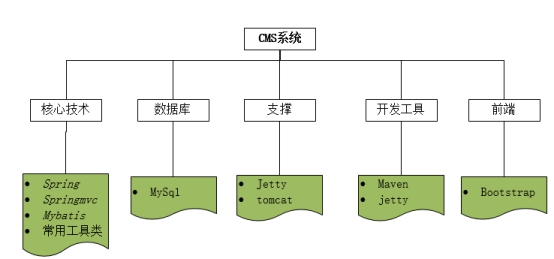 CMS系统
核心技术
数据库
支撑
开发工具
前端
Spring
Springmvc
Mybatis
常用工具类
MySql
Jetty
tomcat
Maven
jetty
Bootstrap